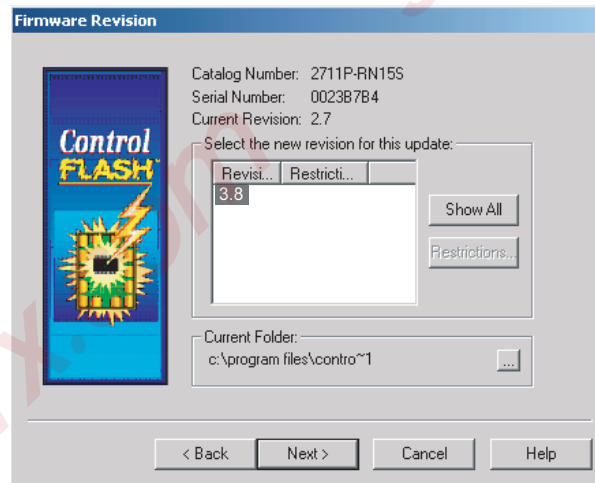 Firmware Revision
Control
FLASH
Catalog Number: 2711P-RN15S
Serial Number: 0023B7B4
Current Revision: 2.7
Select the new revision for this update:
Revisi... Restricti...
3.8
Show All
Restrictions...
Current Folder:
c:\program files\contro~1
...
< Back Next > Cancel Help